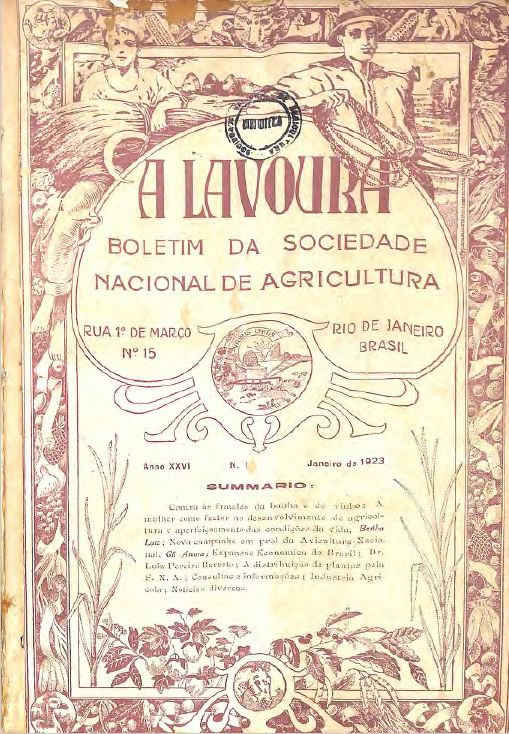 A LAVOURA
BOLETIM DA SOCIEDADE
NACIONAL DE AGRICULTURA
RUA 1º DE MARÇO
Nº 15
RIO DE JANEIRO
BRASIL
Anno XXVI N. 1 Janeiro de 1923
SUMMARIO:
Contra as fraudes da banha e do vinho; A
mulher como factor no desenvolvimento da agricul-
tura e aperfeiçoamento das condições da vida, Bertha
Lutz; Nova campanha em prol da Avicultura Nacio-
nal, Expansão Economica do Brasil; Dr.
Luiz Pereira Barreto; A distribuição de plantas pela
S. N. A.; Consultas e informações; Industria Agri-
cola; Noticias diversas.